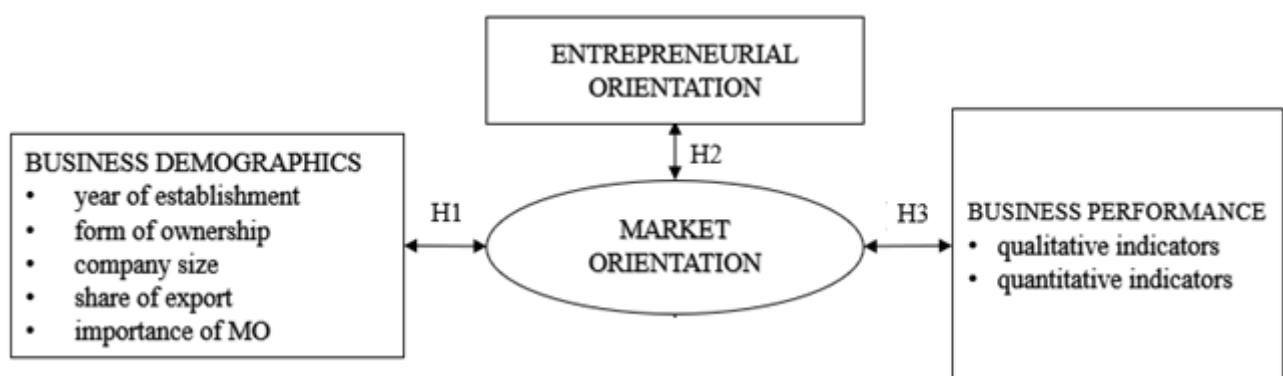 ENTREPRENEURIAL
ORIENTATION
H2
BUSINESS DEMOGRAPHICS
• year of establishment
• form of ownership
• company size
• share of export
• importance of MO
H1
MARKET
ORIENTATION
H3
BUSINESS PERFORMANCE
• qualitative indicators
• quantitative indicators